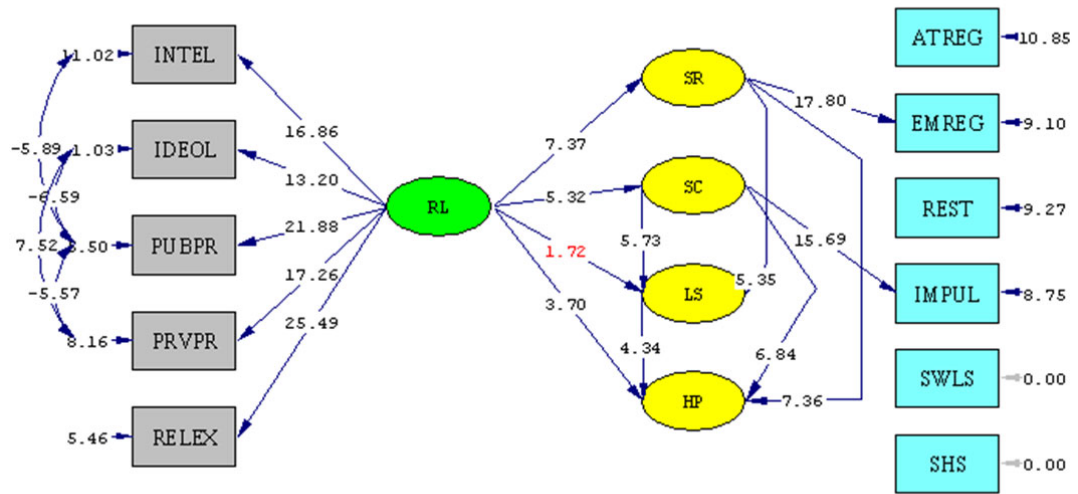 ATREG
10.85
11.02
INTEL
SR
17.80
16.86
7.37
EMREG
9.10
-5.89
1.03
IDEOL
-6.59
13.20
SC
5.32
RL
REST
9.27
7.52
PUBPR
21.88
5.73
15.69
1.72
-5.57
17.26
5.35
LS
IMPUL
8.75
3.70
25.49
8.16
PRVPR
4.34
6.84
SWLS
0.00
HP
7.36
5.46
RELEX
SHS
0.00